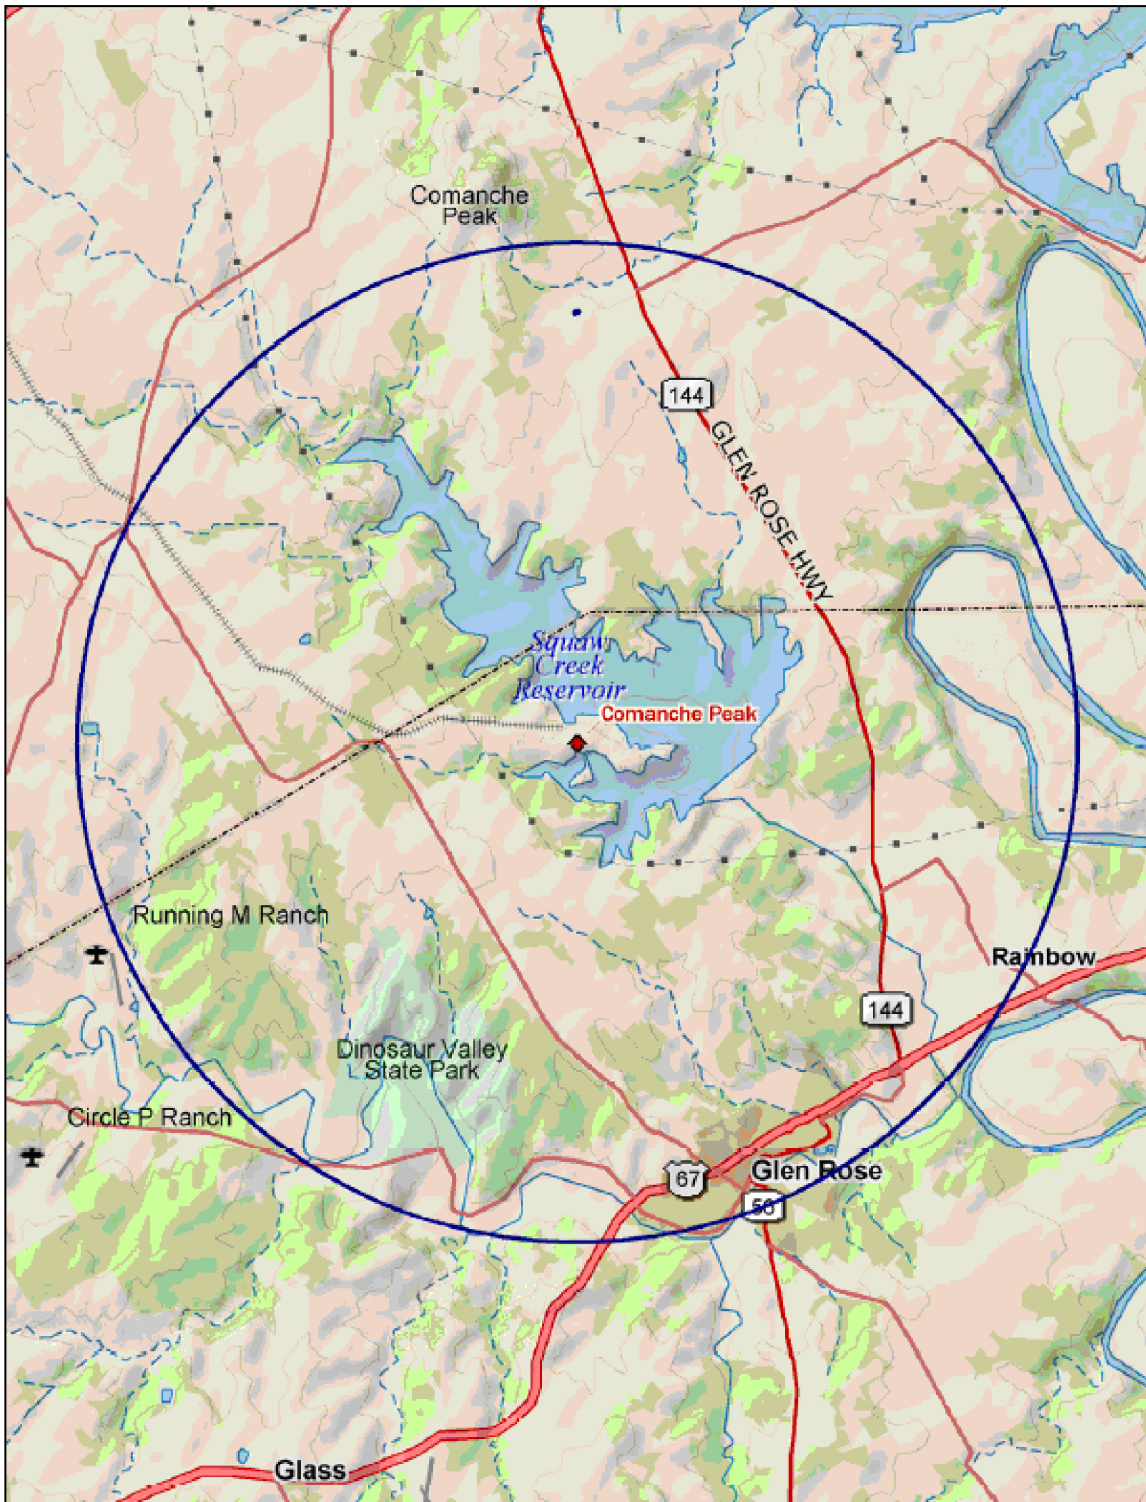 Comanche
Peak
144
GLEN ROSE HWY
Squaw
Creek
Reservoir
Comanche Peak
Running M Ranch
Rainbow
144
Dinosaur Valley
State Park
Circle P Ranch
67
Glen Rose
56
Glass